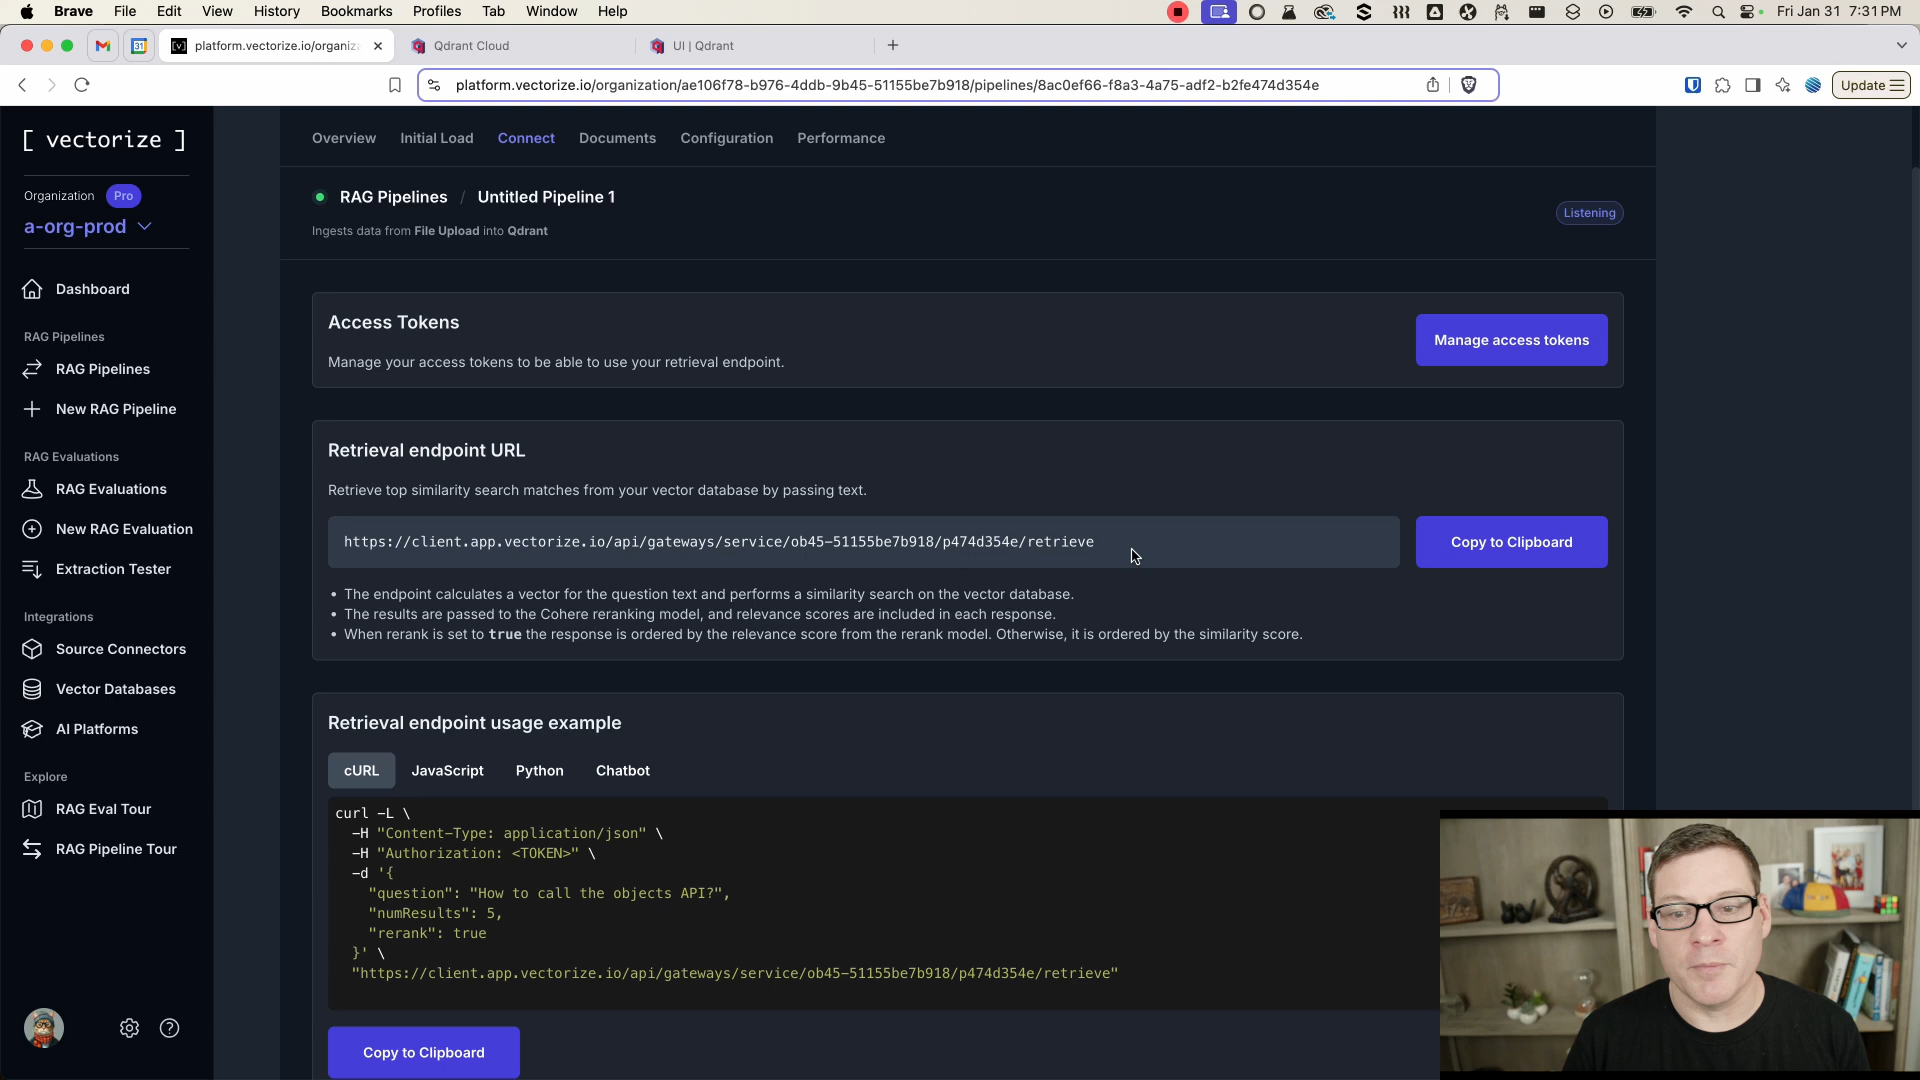 Brave File Edit View History Bookmarks Profiles Tab Window Help Fri Jan 31 7:31 PM
platform.vectorize.io/organiza
Qdrant Cloud
UI | Qdrant
platform.vectorize.io/organization/ae106f78-b976-4ddb-9b45-51155be7b918/pipelines/8ac0ef66-f8a3-4a75-adf2-b2fe474d354e
Update
[ vectorize ]
Organization Pro
a-org-prod
Dashboard
RAG Pipelines
RAG Pipelines
New RAG Pipeline
RAG Evaluations
RAG Evaluations
New RAG Evaluation
Extraction Tester
Integrations
Source Connectors
Vector Databases
AI Platforms
Explore
RAG Eval Tour
RAG Pipeline Tour
Overview Initial Load Connect Documents Configuration Performance
RAG Pipelines / Untitled Pipeline 1
Ingests data from File Upload into Qdrant
Listening
Access Tokens
Manage your access tokens to be able to use your retrieval endpoint.
Manage access tokens
Retrieval endpoint URL
Retrieve top similarity search matches from your vector database by passing text.
https://client.app.vectorize.io/api/gateways/service/ob45-51155be7b918/p474d354e/retrieve
Copy to Clipboard
• The endpoint calculates a vector for the question text and performs a similarity search on the vector database.
• The results are passed to the Cohere reranking model, and relevance scores are included in each response.
• When rerank is set to true the response is ordered by the relevance score from the rerank model. Otherwise, it is ordered by the similarity score.
Retrieval endpoint usage example
cURL JavaScript Python Chatbot
curl -L \
-H "Content-Type: application/json" \
-H "Authorization: <TOKEN>" \
-d '{
"question": "How to call the objects API?",
"numResults": 5,
"rerank": true
}' \
"https://client.app.vectorize.io/api/gateways/service/ob45-51155be7b918/p474d354e/retrieve"
Copy to Clipboard